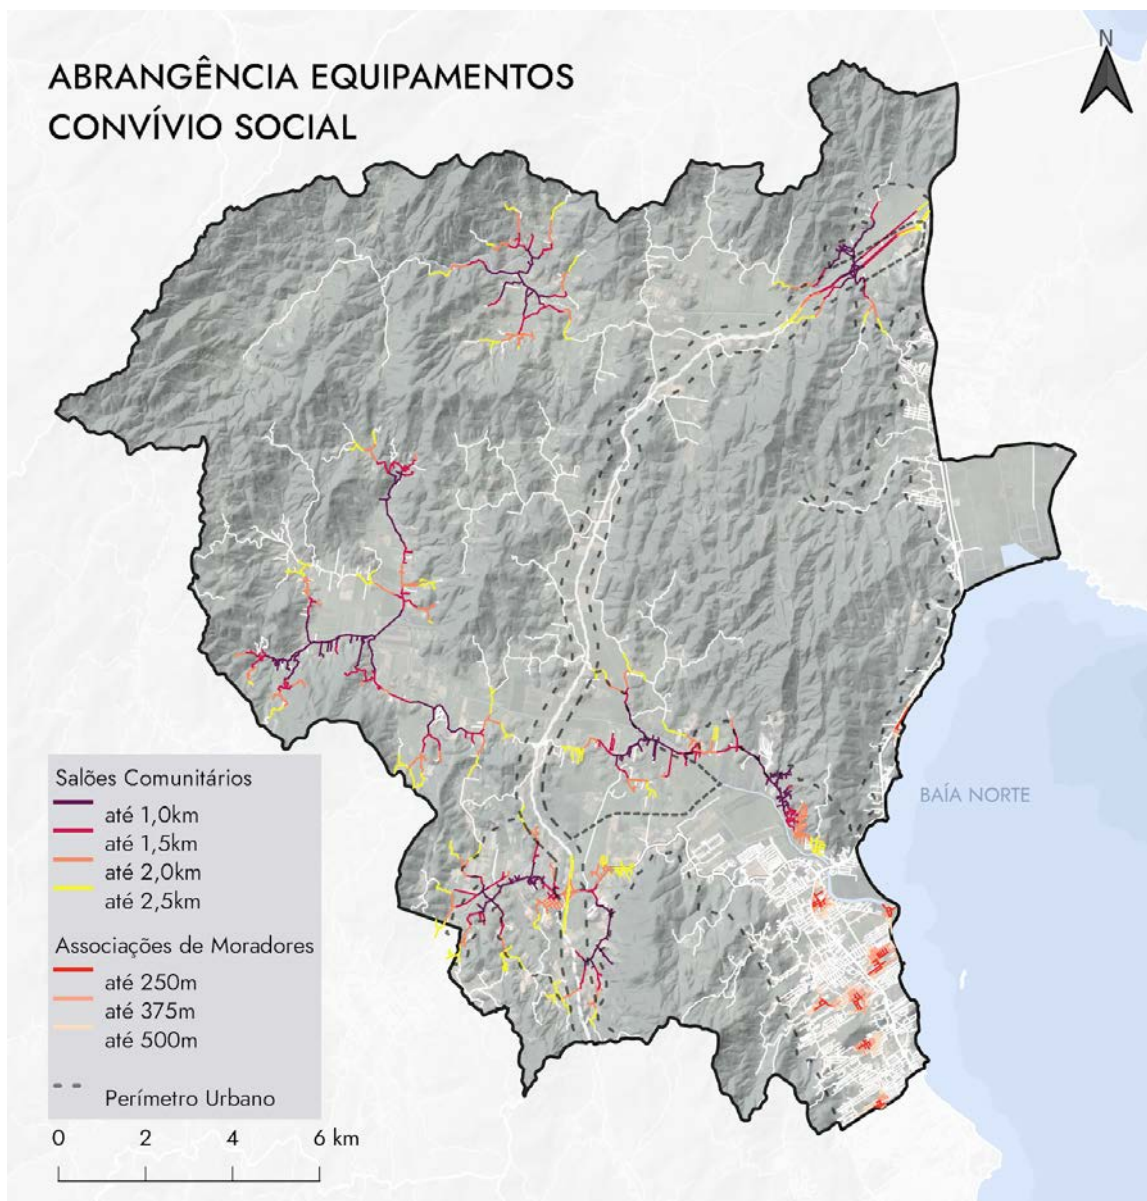 ABRANGÊNCIA EQUIPAMENTOS
CONVÍVIO SOCIAL
N
BAÍA NORTE
Salões Comunitários
até 1,0km
até 1,5km
até 2,0km
até 2,5km
Associações de Moradores
até 250m
até 375m
até 500m
Perímetro Urbano
0 2 4 6 km